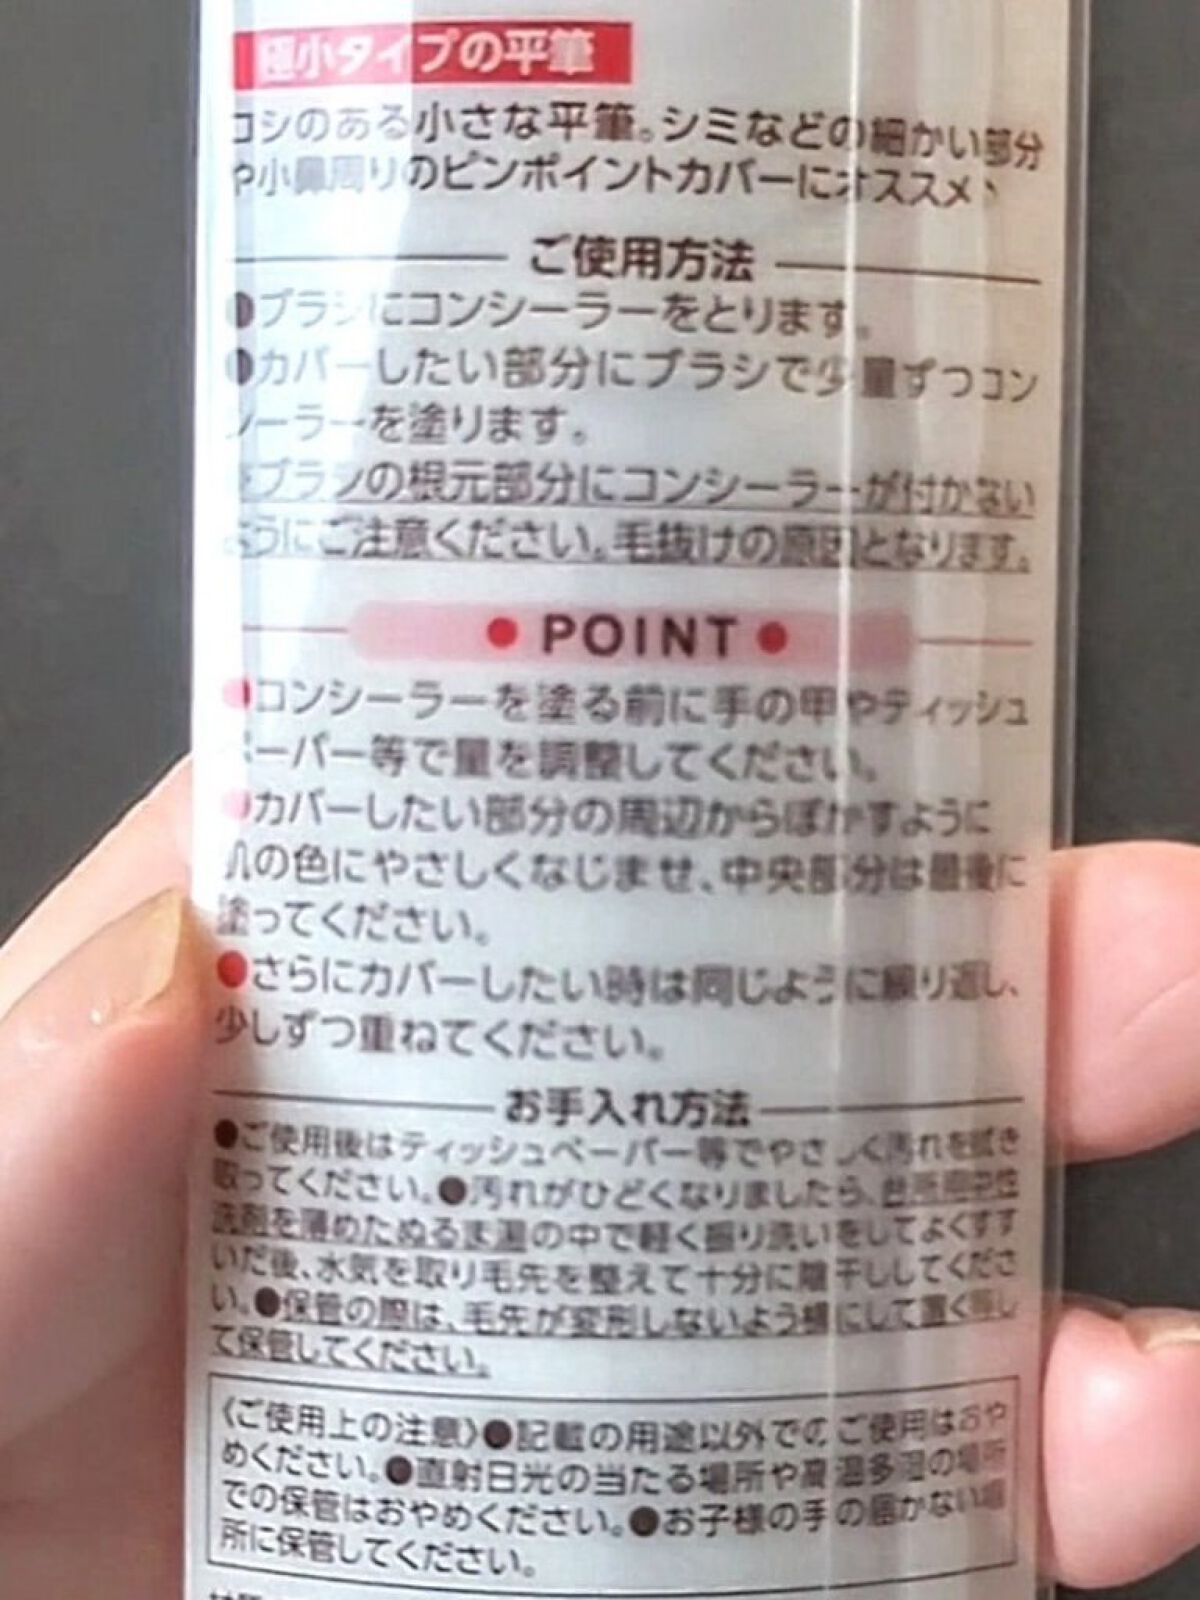 極小タイプの平筆
コシのある小さな平筆。シミなどの細かい部分
や小鼻周りのピンポイントカバーにオススメ
ご使用方法
●ブラシにコンシーラーをとります。
●カバーしたい部分にブラシで少量ずつコン
シーラーを塗ります。
ブラシの根元部分にコンシーラーが付かない
ようにご注意ください。毛抜けの原因となります。
● POINT ●
●コンシーラーを塗る前に手の甲やティッシュ
ペーパー等で量を調整してください。
●カバーしたい部分の周辺からぼかすように
肌の色にやさしくなじませ、中央部分は最後に
塗ってください。
●さらにカバーしたい時は同じように繰り返し、
少しずつ重ねてください。
お手入れ方法
●ご使用後はティッシュペーパー等でやさしく汚れを拭き
取ってください。●汚れがひどくなりましたら、台所用中性
洗剤を薄めたぬるま湯の中で軽く振り洗いをしてよくすす
いだ後、水気を取り毛先を整えて十分に陰干ししてくださ
い。●保管の際は、毛先が変形しないよう横にして置く等し
て保管してください。
《ご使用上の注意》●記載の用途以外でのご使用はおや
めください。●直射日光の当たる場所や高温多湿の場所
での保管はおやめください。●お子様の手の届かない場
所に保管してください。